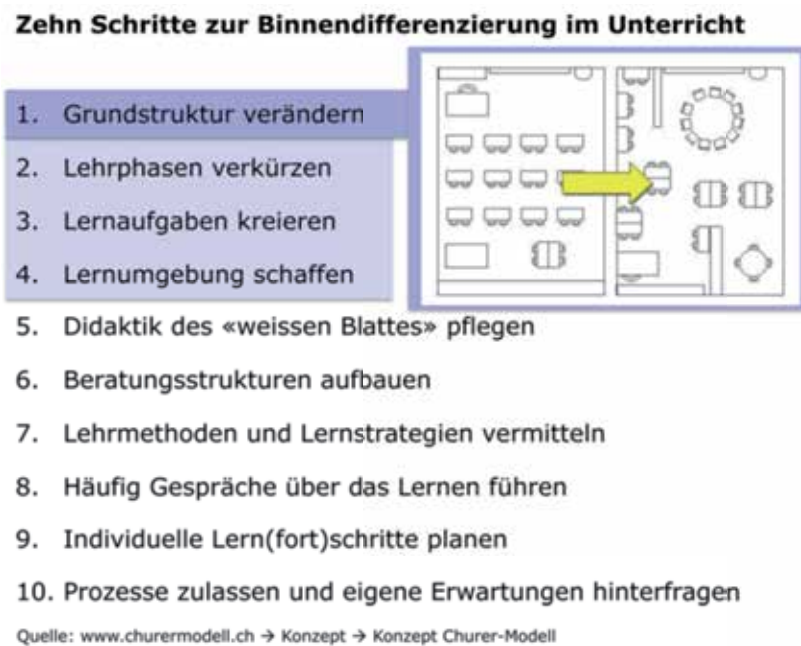 Zehn Schritte zur Binnendifferenzierung im Unterricht
1. Grundstruktur verändern
2. Lehrphasen verkürzen
3. Lernaufgaben kreieren
4. Lernumgebung schaffen
5. Didaktik des «weissen Blattes» pflegen
6. Beratungsstrukturen aufbauen
7. Lehrmethoden und Lernstrategien vermitteln
8. Häufig Gespräche über das Lernen führen
9. Individuelle Lern(fort)schritte planen
10. Prozesse zulassen und eigene Erwartungen hinterfragen
Quelle: www.churermodell.ch → Konzept → Konzept Churer-Modell